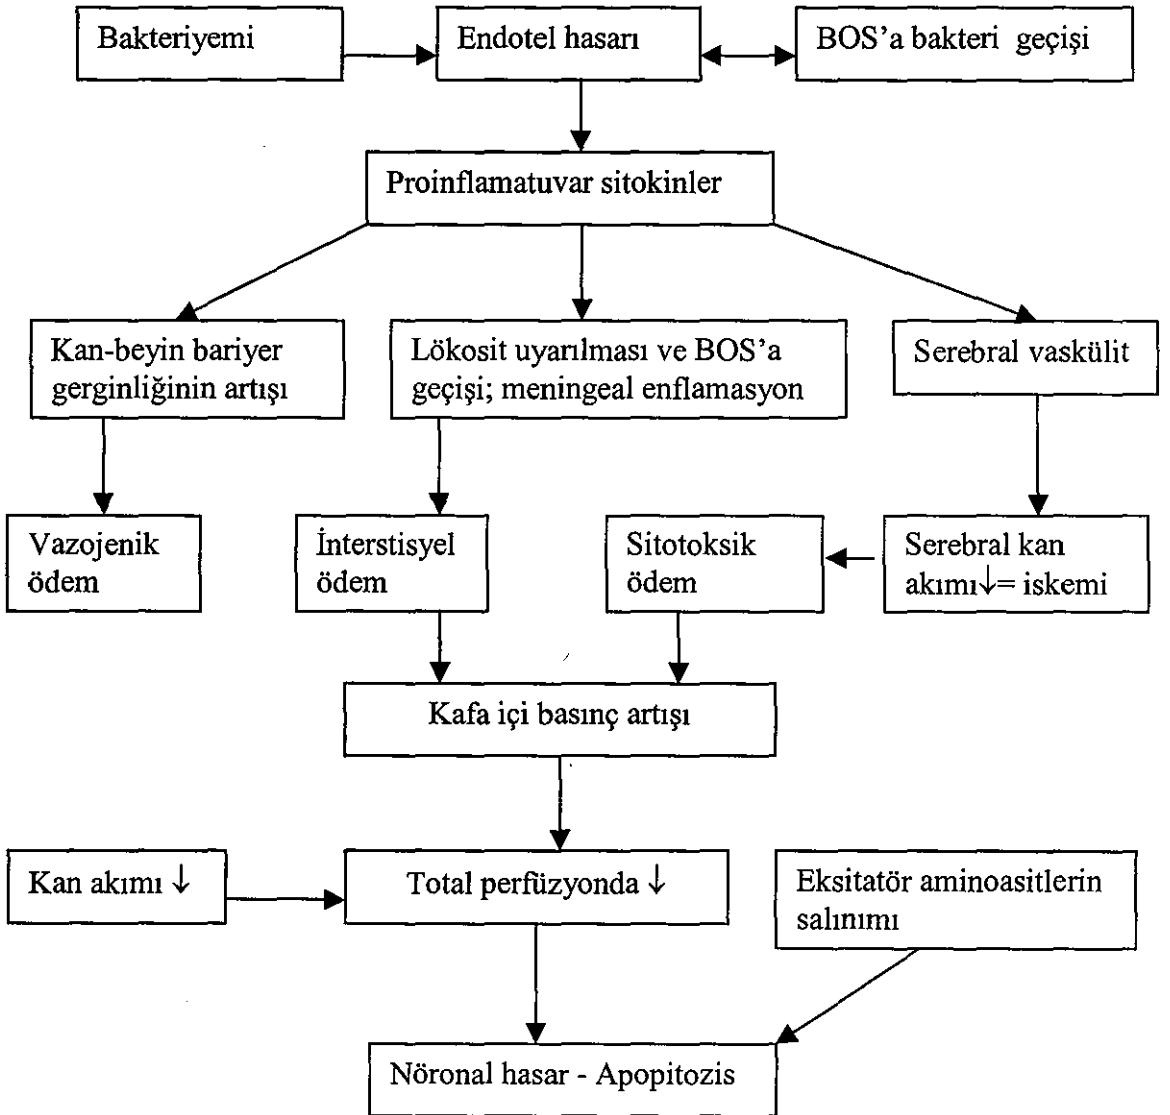 Bakteriyemi
Endotel hasarı
BOS'a bakteri geçişi
Proinflamatuvar sitokinler
Kan-beyin bariyer
gerginliğinin artışı
Lökosit uyarılması ve BOS'a
geçişi; meningeal enflamasyon
Serebral vaskülit
Vazojenik
ödem
İnterstisyel
ödem
Sitotoksik
ödem
Serebral kan
akımı↓= iskemi
Kafa içi basınç artışı
Kan akımı ↓
Total perfüzyonda ↓
Eksitatör aminoasitlerin
salınımı
Nöronal hasar - Apopitozis